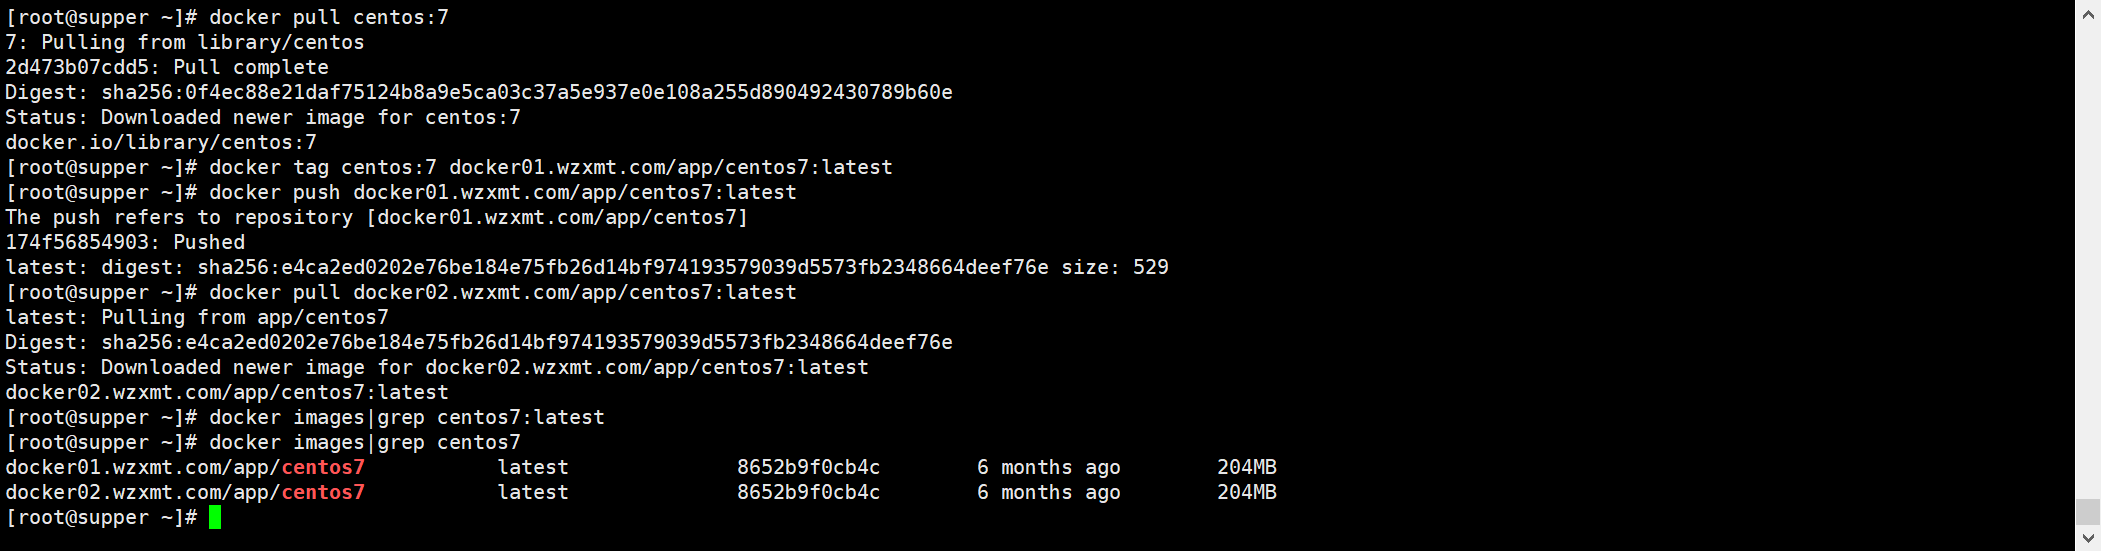 [root@supper ~]# docker pull centos:7
7: Pulling from library/centos
2d473b07cdd5: Pull complete
Digest: sha256:0f4ec88e21daf75124b8a9e5ca03c37a5e937e0e108a255d890492430789b60e
Status: Downloaded newer image for centos:7
docker.io/library/centos:7
[root@supper ~]# docker tag centos:7 docker01.wzxmt.com/app/centos7:latest
[root@supper ~]# docker push docker01.wzxmt.com/app/centos7:latest
The push refers to repository [docker01.wzxmt.com/app/centos7]
174f56854903: Pushed
latest: digest: sha256:e4ca2ed0202e76be184e75fb26d14bf974193579039d5573fb2348664deef76e size: 529
[root@supper ~]# docker pull docker02.wzxmt.com/app/centos7:latest
latest: Pulling from app/centos7
Digest: sha256:e4ca2ed0202e76be184e75fb26d14bf974193579039d5573fb2348664deef76e
Status: Downloaded newer image for docker02.wzxmt.com/app/centos7:latest
docker02.wzxmt.com/app/centos7:latest
[root@supper ~]# docker images|grep centos7:latest
[root@supper ~]# docker images|grep centos7
docker01.wzxmt.com/app/centos7           latest              8652b9f0cb4c        6 months ago        204MB
docker02.wzxmt.com/app/centos7           latest              8652b9f0cb4c        6 months ago        204MB
[root@supper ~]#